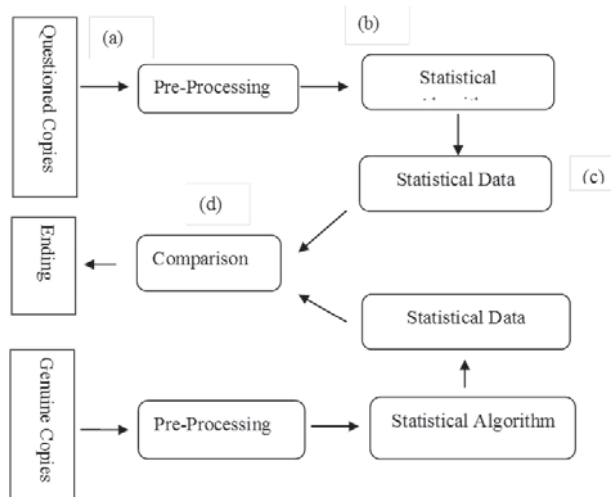 (a)
(b)
Questioned Copies
Pre-Processing
Statistical
Statistical Data
(c)
(d)
Ending
Comparison
Statistical Data
Genuine Copies
Pre-Processing
Statistical Algorithm